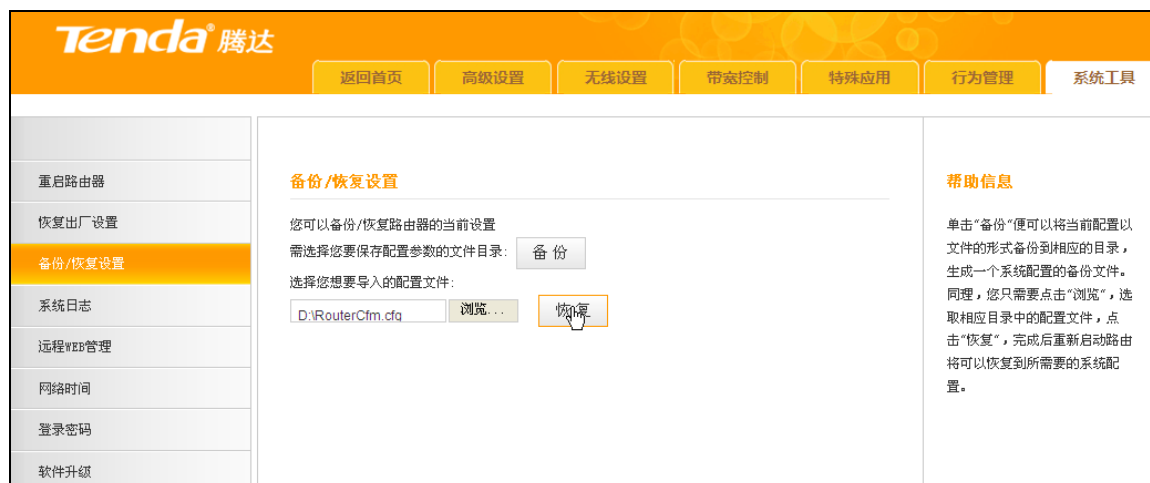 Tenda® 腾达
返回首页 高级设置 无线设置 带宽控制 特殊应用 行为管理 系统工具
重启路由器
恢复出厂设置
备份/恢复设置
系统日志
远程WEB管理
网络时间
登录密码
软件升级
备份/恢复设置
您可以备份/恢复路由器的当前设置
需选择您要保存配置参数的文件目录: 备 份
选择您想要导入的配置文件:
D:\RouterCfm.cfg 浏览... 恢复
帮助信息
单击“备份”便可以将当前配置以
文件的形式备份到相应的目录，
生成一个系统配置的备份文件。
同理，您只需要点击“浏览”，选
取相应目录中的配置文件，点
击“恢复”，完成后重新启动路由
将可以恢复到所需要的系统配
置。